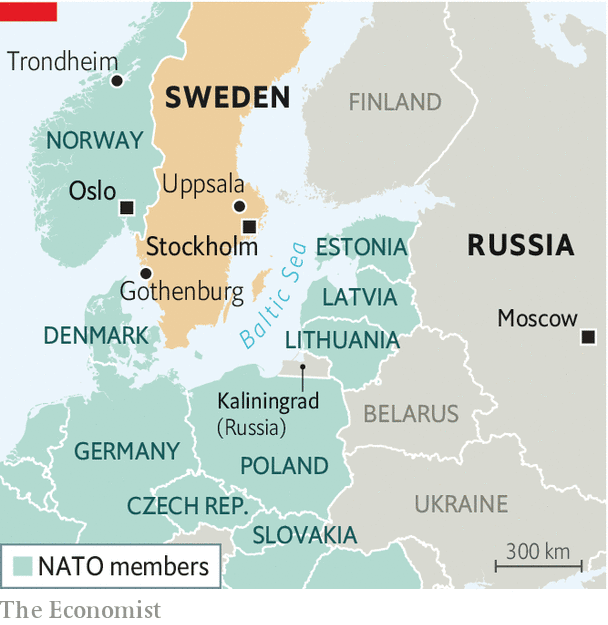 Trondheim
SWEDEN
FINLAND
NORWAY
Oslo
Uppsala
Stockholm
Gothenburg
Baltic Sea
ESTONIA
RUSSIA
LATVIA
Moscow
DENMARK
LITHUANIA
Kaliningrad
(Russia)
BELARUS
GERMANY
POLAND
CZECH REP.
UKRAINE
SLOVAKIA
NATO members
300 km
The Economist